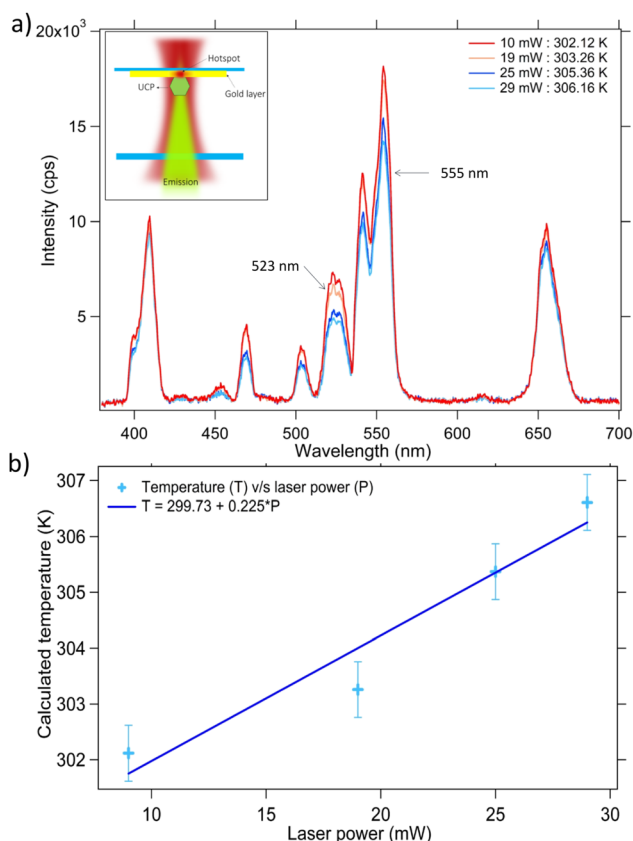 a)
20x10³
15
10
5
Intensity (cps)
Hotspot
UCP
Gold layer
Emission
10 mW : 302.12 K
19 mW : 303.26 K
25 mW : 305.36 K
29 mW : 306.16 K
555 nm
523 nm
400
450
500
550
600
650
700
Wavelength (nm)
b)
307
306
305
304
303
302
Calculated temperature (K)
Temperature (T) v/s laser power (P)
T = 299.73 + 0.225*P
10
15
20
25
30
Laser power (mW)